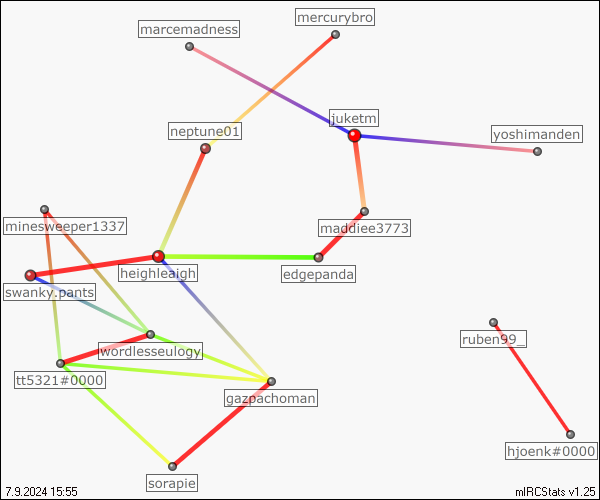 mercurybro
marcemadness
juketm
neptune01
yoshimanden
minesweeper1337
maddiee3773
heighleaigh
edgepanda
swanky.pants
ruben99_
wordlesseulogy
tt5321#0000
gazpachoman
hjoenk#0000
sorapie
7.9.2024 15:55
mIRCStats v1.25